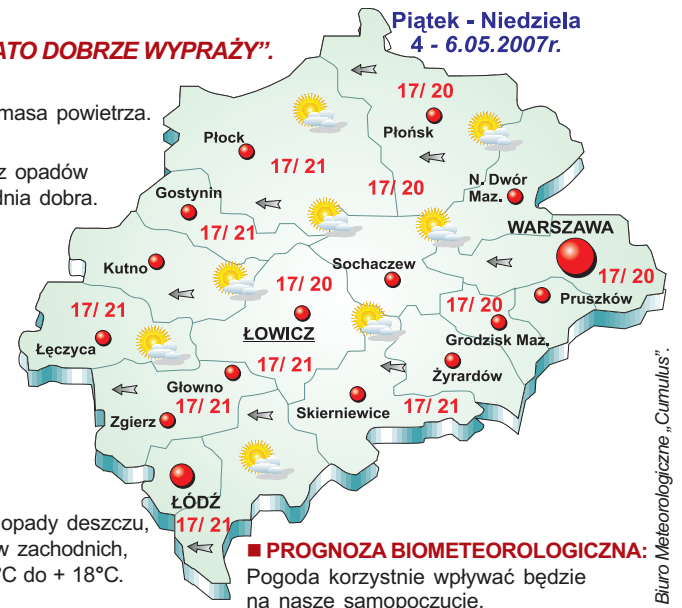 Piątek - Niedziela
4 - 6.05.2007r.
ATO DOBRZE WYPRAŻY”.
masa powietrza.
z opadów
dnia dobra.
17/ 20
Płońsk
Płock
17/ 21
17/ 20
N. Dwór
Maz.
Gostynin
17/ 21
WARSZAWA
Kutno
Sochaczew
17/ 20
17/ 20
Pruszków
17/ 21
17/ 20
ŁOWICZ
Grodzisk Maz.
Łęczyca
17/ 21
Żyrardów
Głowno
17/ 21
Skierniewice
17/ 21
Zgierz
ŁÓDŹ
17/ 21
opady deszczu,
w zachodnich,
°C do + 18°C.
■ PROGNOZA BIOMETEOROLOGICZNA:
Pogoda korzystnie wpływać będzie
na nasze samopoczucie.
Biuro Meteorologiczne „Cumulus”.